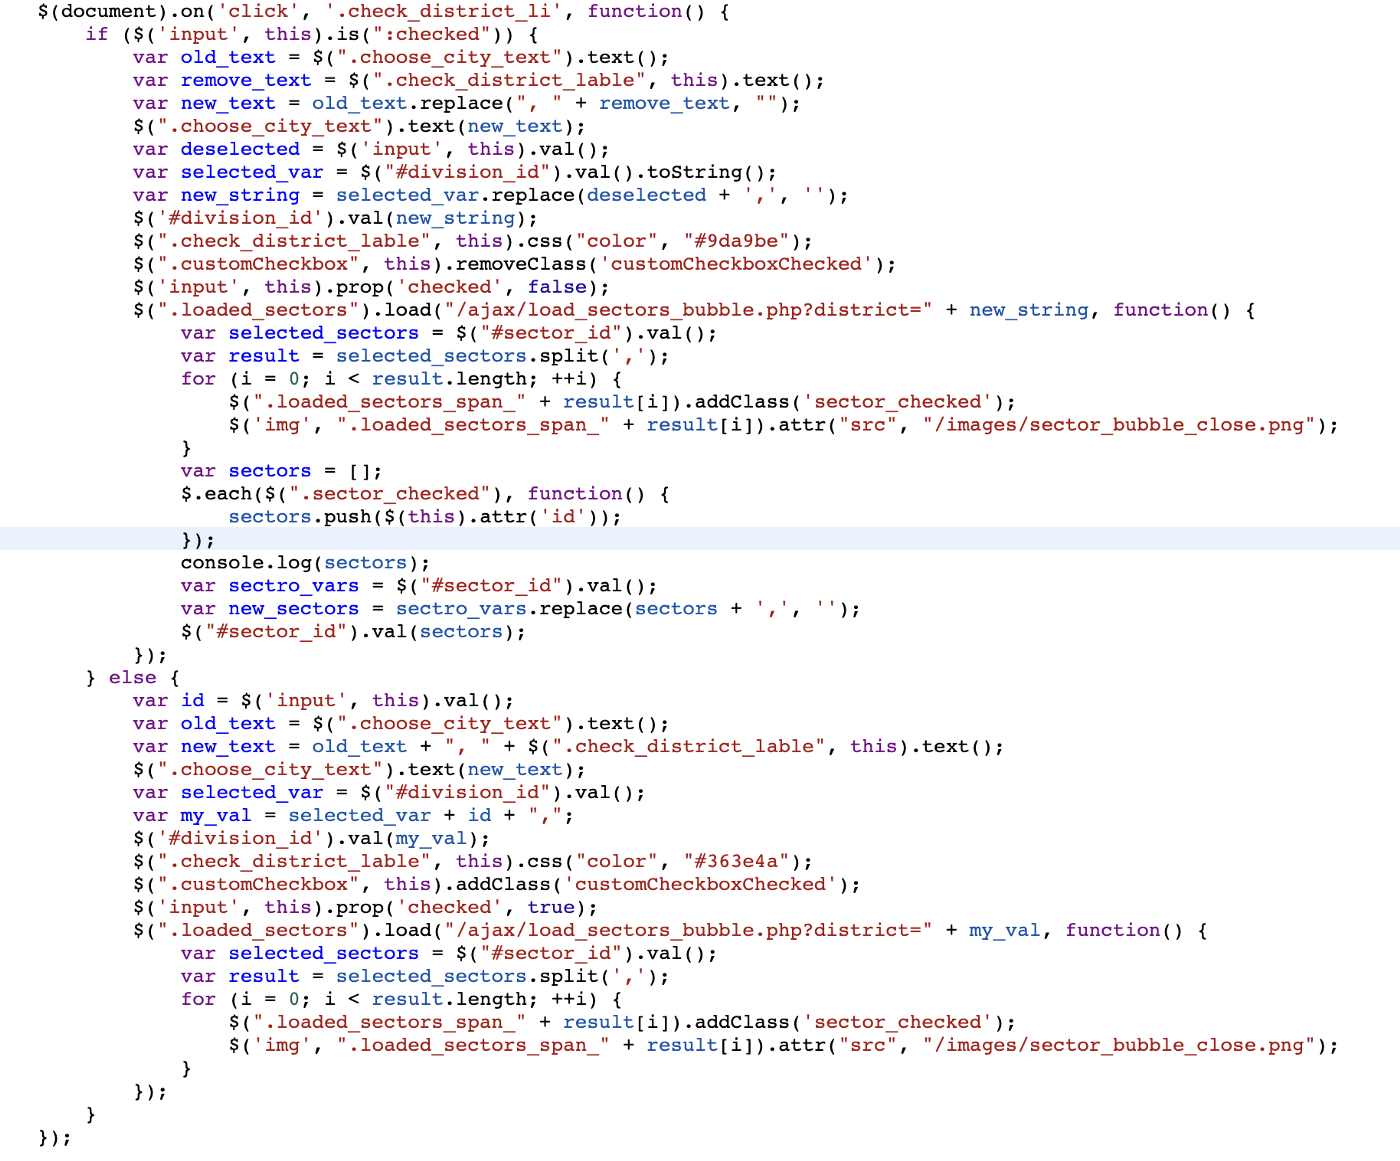 $(document).on('click', '.check_district_li', function() {
    if ($('input', this).is(":checked")) {
        var old_text = $(".choose_city_text").text();
        var remove_text = $(".check_district_lable", this).text();
        var new_text = old_text.replace(", " + remove_text, "");
        $(".choose_city_text").text(new_text);
        var deselected = $('input', this).val();
        var selected_var = $("#division_id").val().toString();
        var new_string = selected_var.replace(deselected + ',', '');
        $('#division_id').val(new_string);
        $(".check_district_lable", this).css("color", "#9da9be");
        $(".customCheckbox", this).removeClass('customCheckboxChecked');
        $('input', this).prop('checked', false);
        $(".loaded_sectors").load("/ajax/load_sectors_bubble.php?district=" + new_string, function() {
            var selected_sectors = $("#sector_id").val();
            var result = selected_sectors.split(',');
            for (i = 0; i < result.length; ++i) {
                $(".loaded_sectors_span_" + result[i]).addClass('sector_checked');
                $('img', ".loaded_sectors_span_" + result[i]).attr("src", "/images/sector_bubble_close.png");
            }
            var sectors = [];
            $.each($(".sector_checked"), function() {
                sectors.push($(this).attr('id'));
            });
            console.log(sectors);
            var sectro_vars = $("#sector_id").val();
            var new_sectors = sectro_vars.replace(sectors + ',', '');
            $("#sector_id").val(sectors);
        });
    } else {
        var id = $('input', this).val();
        var old_text = $(".choose_city_text").text();
        var new_text = old_text + ", " + $(".check_district_lable", this).text();
        $(".choose_city_text").text(new_text);
        var selected_var = $("#division_id").val();
        var my_val = selected_var + id + ",";
        $('#division_id').val(my_val);
        $(".check_district_lable", this).css("color", "#363e4a");
        $(".customCheckbox", this).addClass('customCheckboxChecked');
        $('input', this).prop('checked', true);
        $(".loaded_sectors").load("/ajax/load_sectors_bubble.php?district=" + my_val, function() {
            var selected_sectors = $("#sector_id").val();
            var result = selected_sectors.split(',');
            for (i = 0; i < result.length; ++i) {
                $(".loaded_sectors_span_" + result[i]).addClass('sector_checked');
                $('img', ".loaded_sectors_span_" + result[i]).attr("src", "/images/sector_bubble_close.png");
            }
        });
    }
});